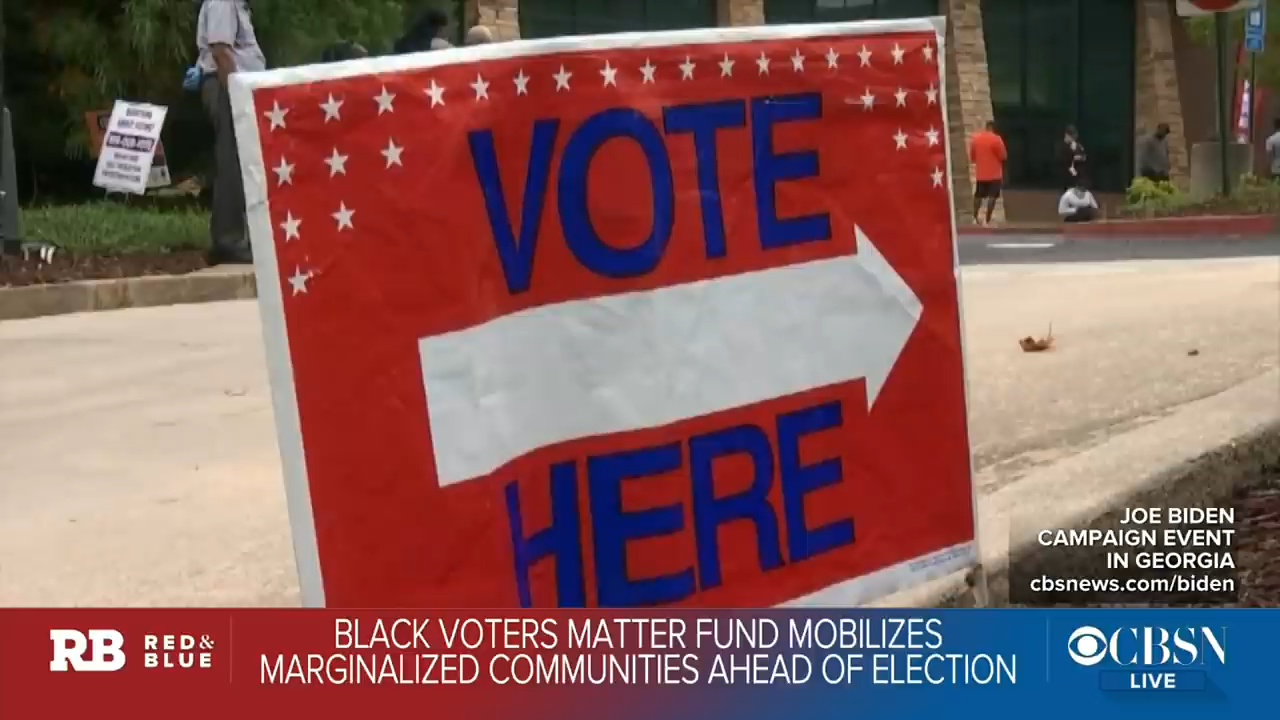 VOTE
HERE
JOE BIDEN
CAMPAIGN EVENT
IN GEORGIA
cbsnews.com/biden
RB RED&
BLUE
BLACK VOTERS MATTER FUND MOBILIZES
MARGINALIZED COMMUNITIES AHEAD OF ELECTION
CBSN
LIVE